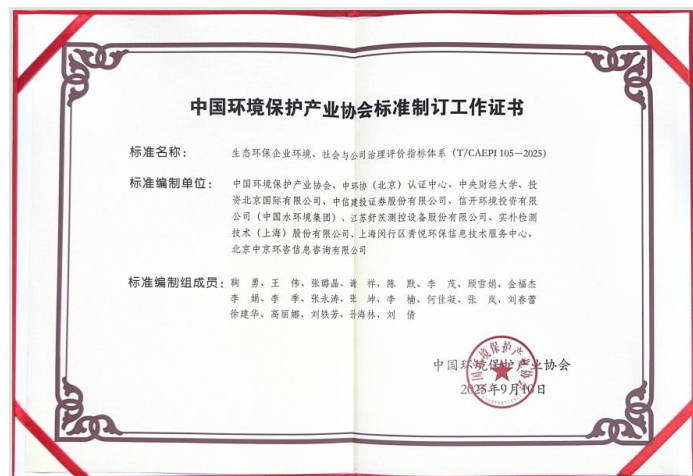 中国环境保护产业协会标准制订工作证书
标准名称： 生态环保企业环境、社会与公司治理评价指标体系（T/CAEPI 105－2025）
标准编制单位： 中国环境保护产业协会、中环协（北京）认证中心、中央财经大学、投
资北京国际有限公司、中信建投证券股份有限公司、信开环境投资有限
公司（中国水环境集团）、江苏舒茨测控设备股份有限公司、实朴检测
技术（上海）股份有限公司、上海闵行区青悦环保信息技术服务中心、
北京中京环咨信息咨询有限公司
标准编制组成员： 鞠 勇、王 伟、张璐晶、谢 祥、陈 默、李 茂、顾雪娟、金福杰
李 娟、李 季、张永涛、张 坤、李 楠、何佳凝、张 岚、刘春蕾
徐建华、高丽娜、刘轶芳、孙海林、刘 倩
中国环境保护产业协会
2025年9月10日
中国环境保护产业协会